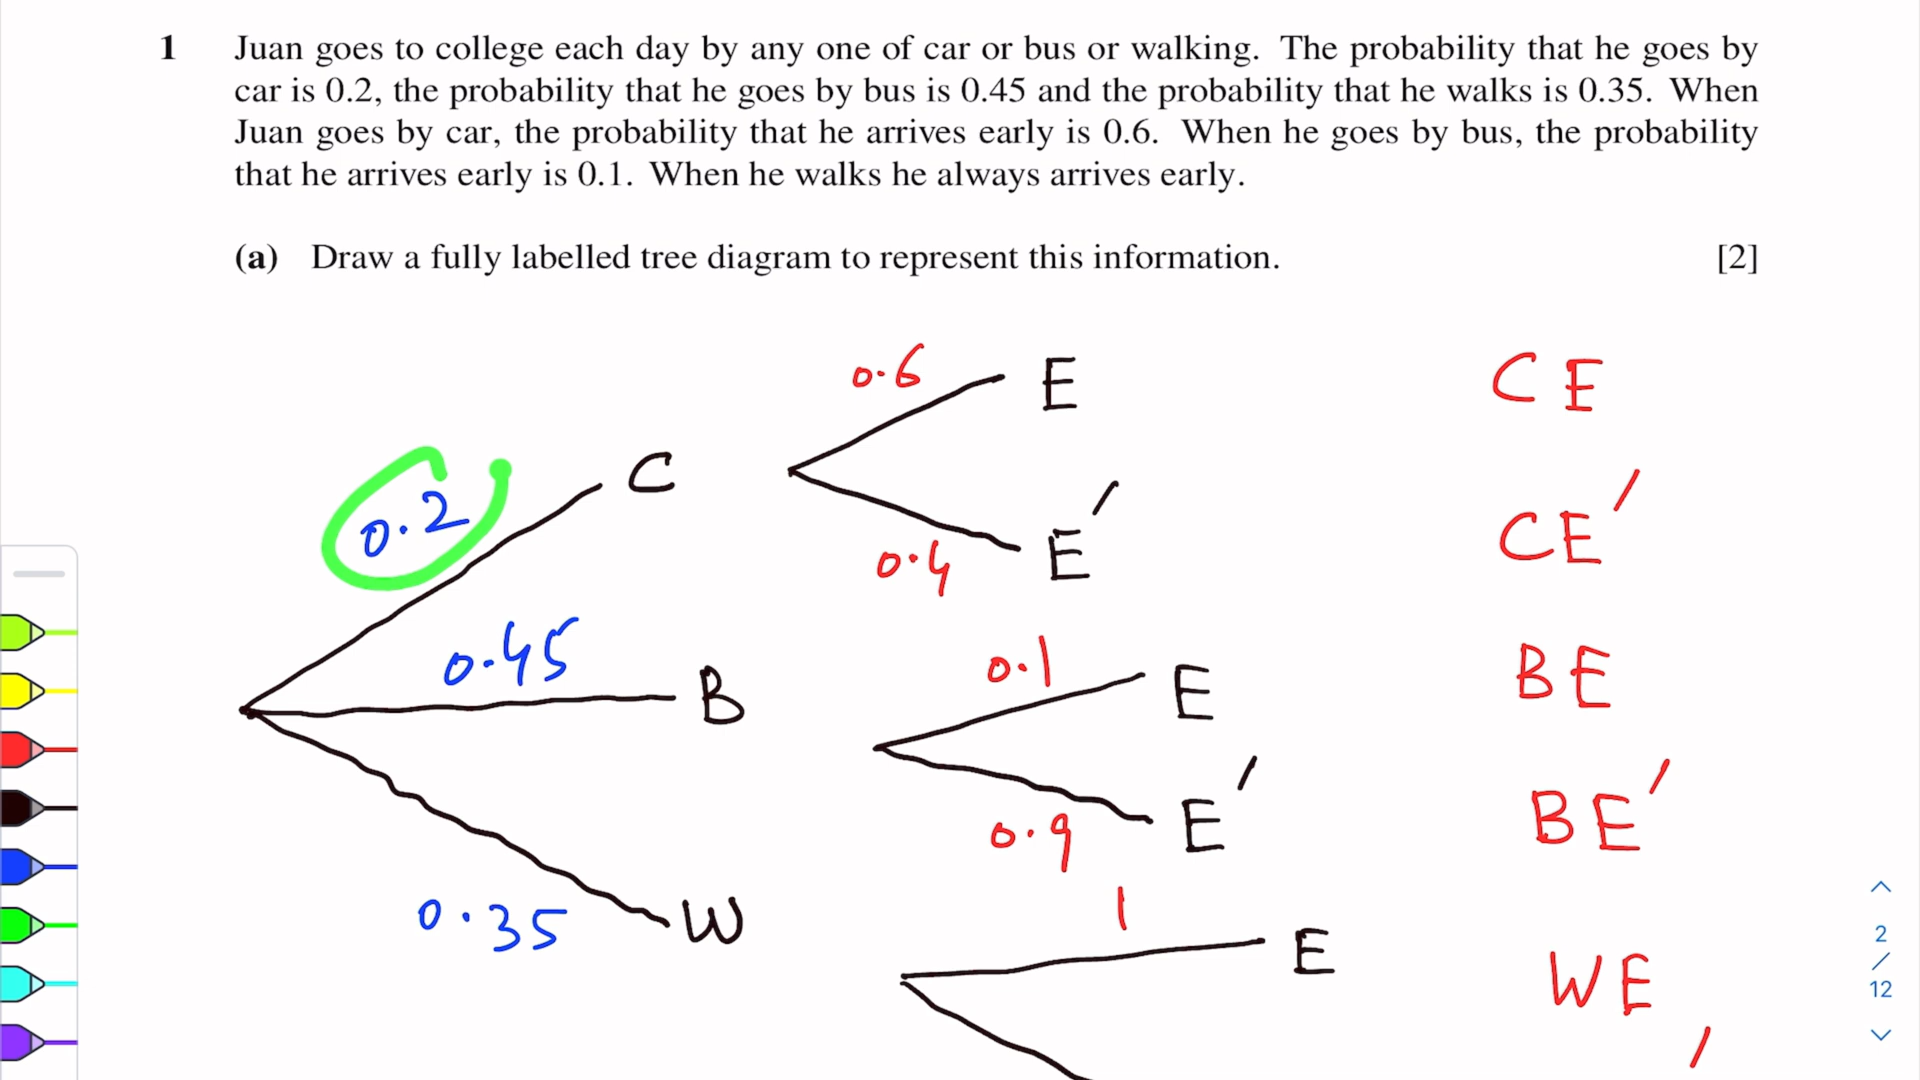 1 Juan goes to college each day by any one of car or bus or walking. The probability that he goes by
car is 0.2, the probability that he goes by bus is 0.45 and the probability that he walks is 0.35. When
Juan goes by car, the probability that he arrives early is 0.6. When he goes by bus, the probability
that he arrives early is 0.1. When he walks he always arrives early.
(a) Draw a fully labelled tree diagram to represent this information. [2]
0.6 E
C E
0.2 C
E′
0.4
C E′
0.45 B
0.1 E
B E
E′
0.9
B E′
0.35 W
1 E
W E
′
2
/
12